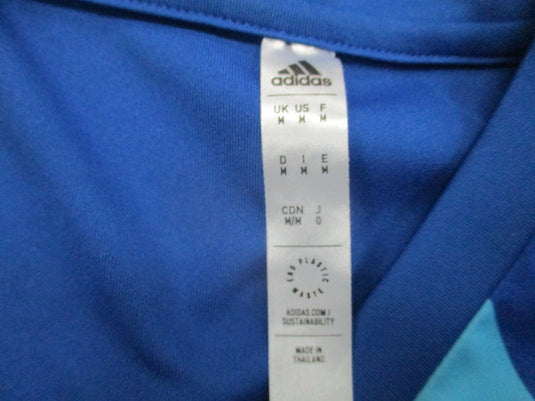 adidas
UK US F
M M M
D I E
M M M
CDN J
M/M O
END PLASTIC WASTE
ADIDAS.COM/
SUSTAINABILITY
MADE IN
THAILAND